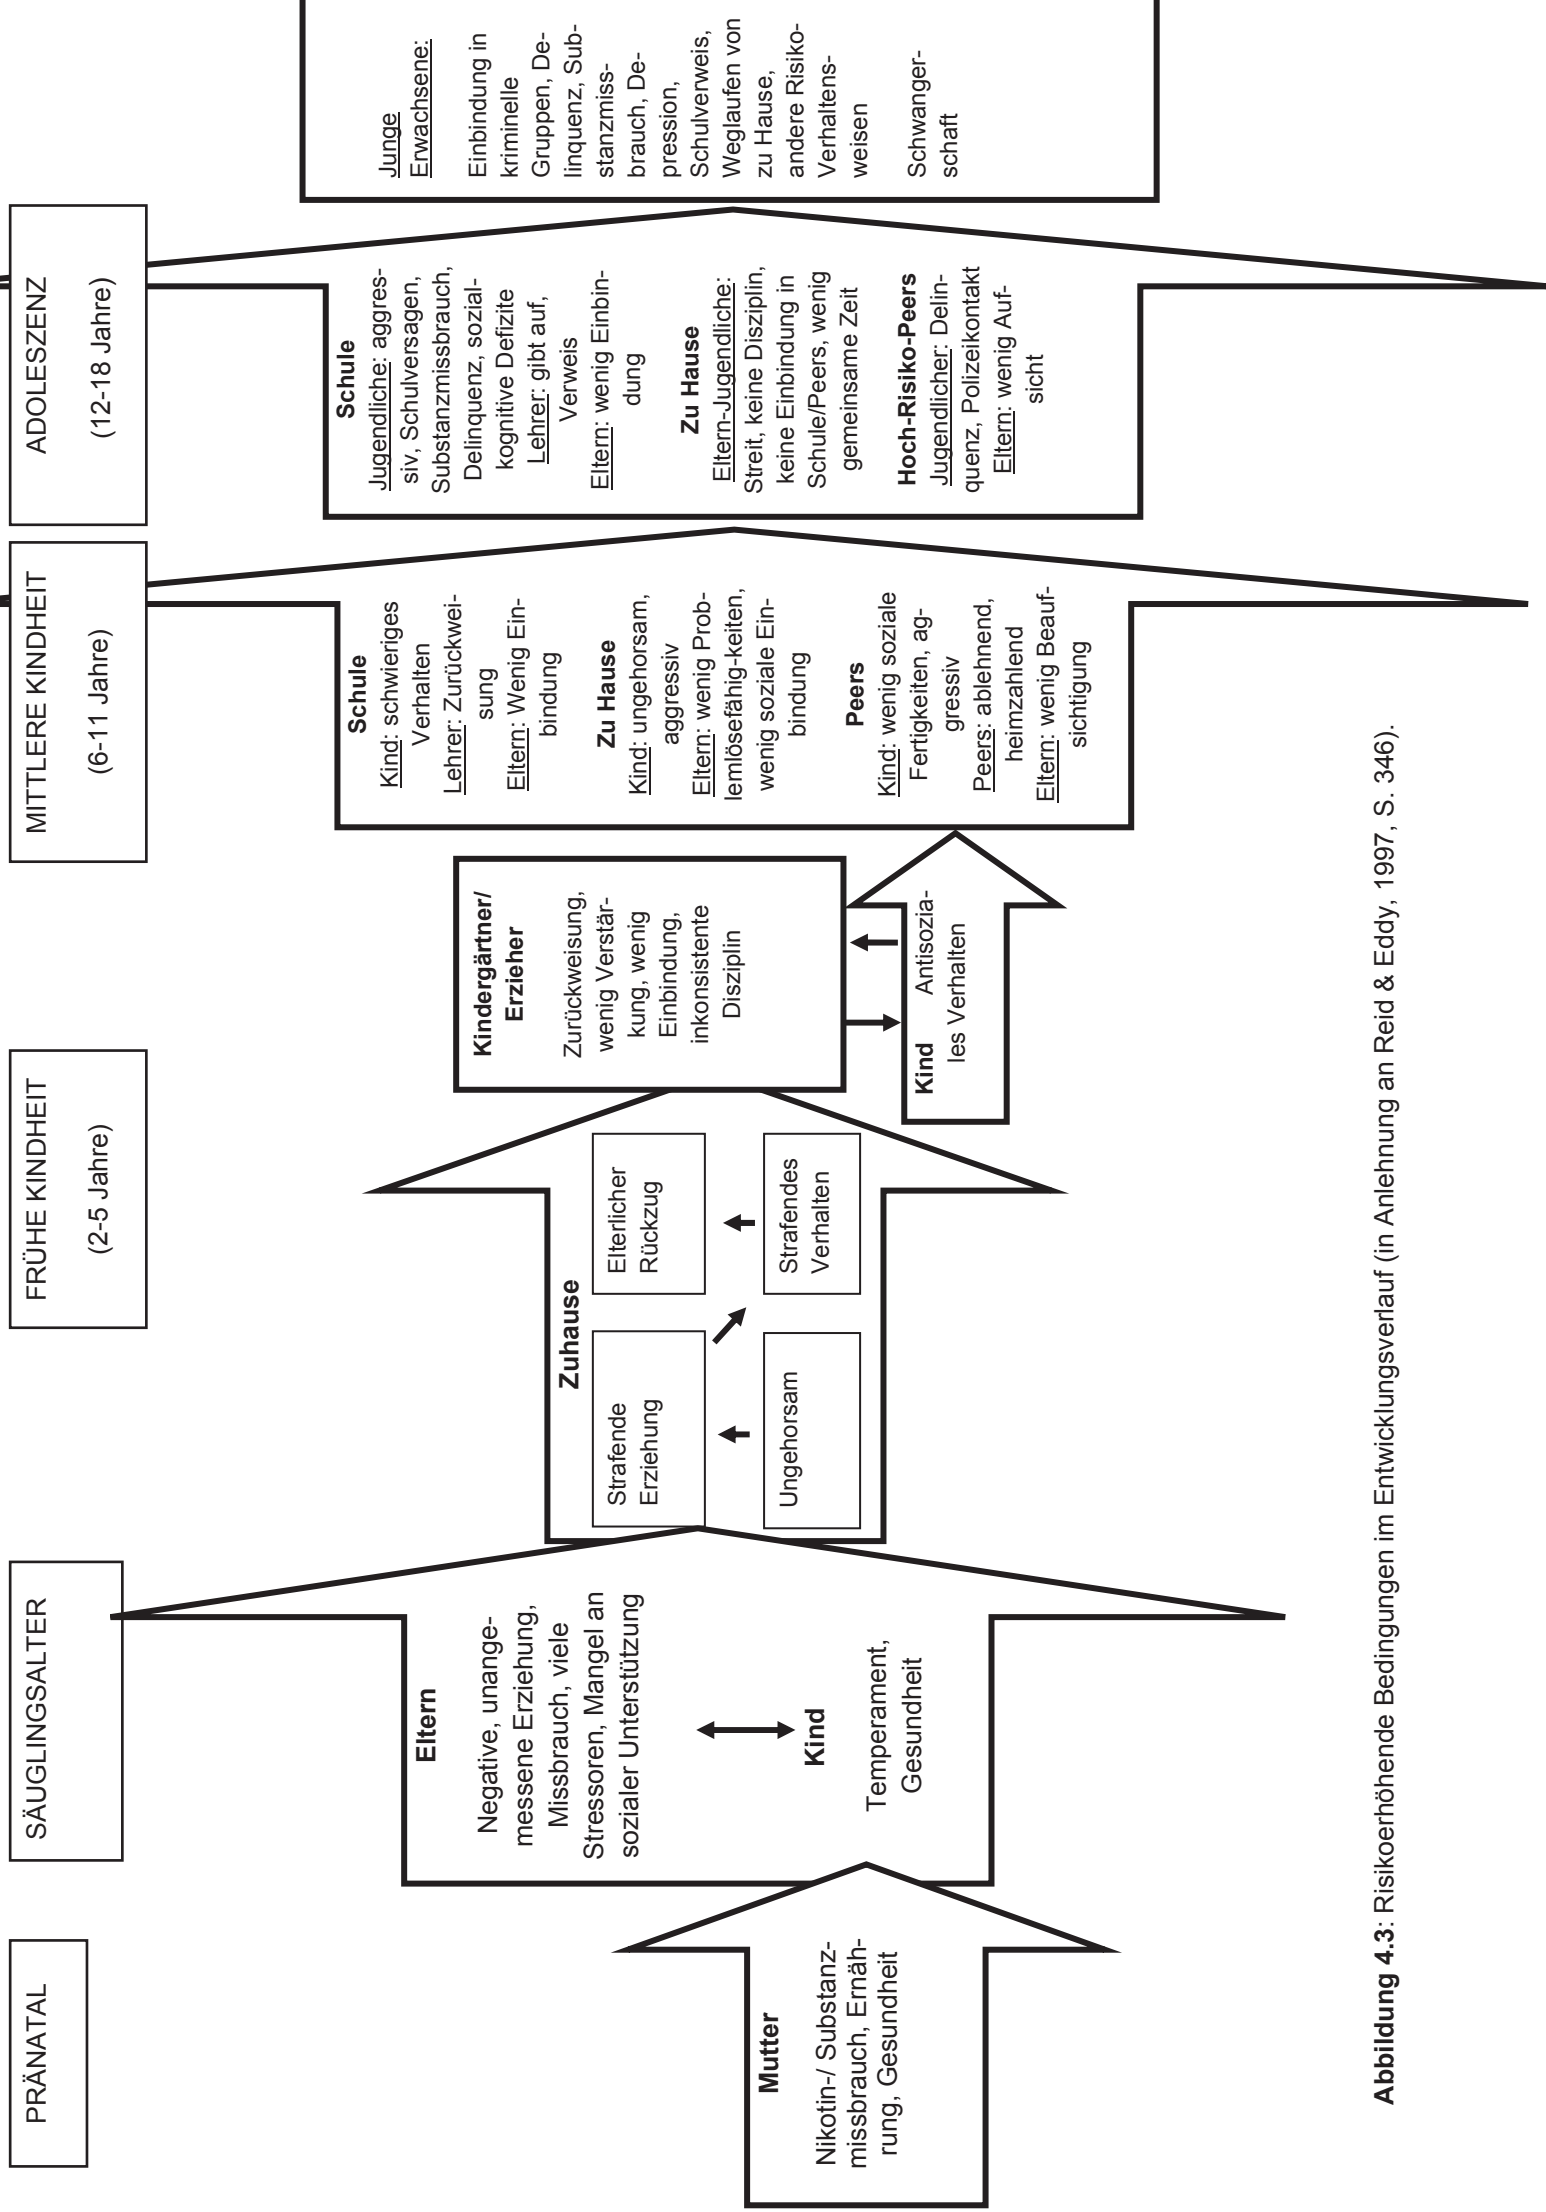 PRÄNATAL
SÄUGLINGSALTER
FRÜHE KINDHEIT
(2-5 Jahre)
MITTLERE KINDHEIT
(6-11 Jahre)
ADOLESZENZ
(12-18 Jahre)
Mutter
Nikotin-/ Substanz-
missbrauch, Ernäh-
rung, Gesundheit
Eltern
Negative, unange-
messene Erziehung,
Missbrauch, viele
Stressoren, Mangel an
sozialer Unterstützung
Kind
Temperament,
Gesundheit
Zuhause
Strafende
Erziehung
Elterlicher
Rückzug
Ungehorsam
Strafendes
Verhalten
Kindergärtner/
Erzieher
Zurückweisung,
wenig Verstär-
kung, wenig
Einbindung,
inkonsistente
Disziplin
Kind Antisozia-
les Verhalten
Schule
Kind: schwieriges
Verhalten
Lehrer: Zurückwei-
sung
Eltern: Wenig Ein-
bindung
Zu Hause
Kind: ungehorsam,
aggressiv
Eltern: wenig Prob-
lemlösefähig-keiten,
wenig soziale Ein-
bindung
Peers
Kind: wenig soziale
Fertigkeiten, ag-
gressiv
Peers: ablehnend,
heimzahlend
Eltern: wenig Beauf-
sichtigung
Schule
Jugendliche: aggres-
siv, Schulversagen,
Substanzmissbrauch,
Delinquenz, sozial-
kognitive Defizite
Lehrer: gibt auf,
Verweis
Eltern: wenig Einbin-
dung
Zu Hause
Eltern-Jugendliche:
Streit, keine Disziplin,
keine Einbindung in
Schule/Peers, wenig
gemeinsame Zeit
Hoch-Risiko-Peers
Jugendlicher: Delin-
quenz, Polizeikontakt
Eltern: wenig Auf-
sicht
Junge
Erwachsene:
Einbindung in
kriminelle
Gruppen, De-
linquenz, Sub-
stanzmiss-
brauch, De-
pression,
Schulverweis,
Weglaufen von
zu Hause,
andere Risiko-
Verhaltens-
weisen
Schwanger-
schaft
Abbildung 4.3: Risikoerhöhende Bedingungen im Entwicklungsverlauf (in Anlehnung an Reid & Eddy, 1997, S. 346).